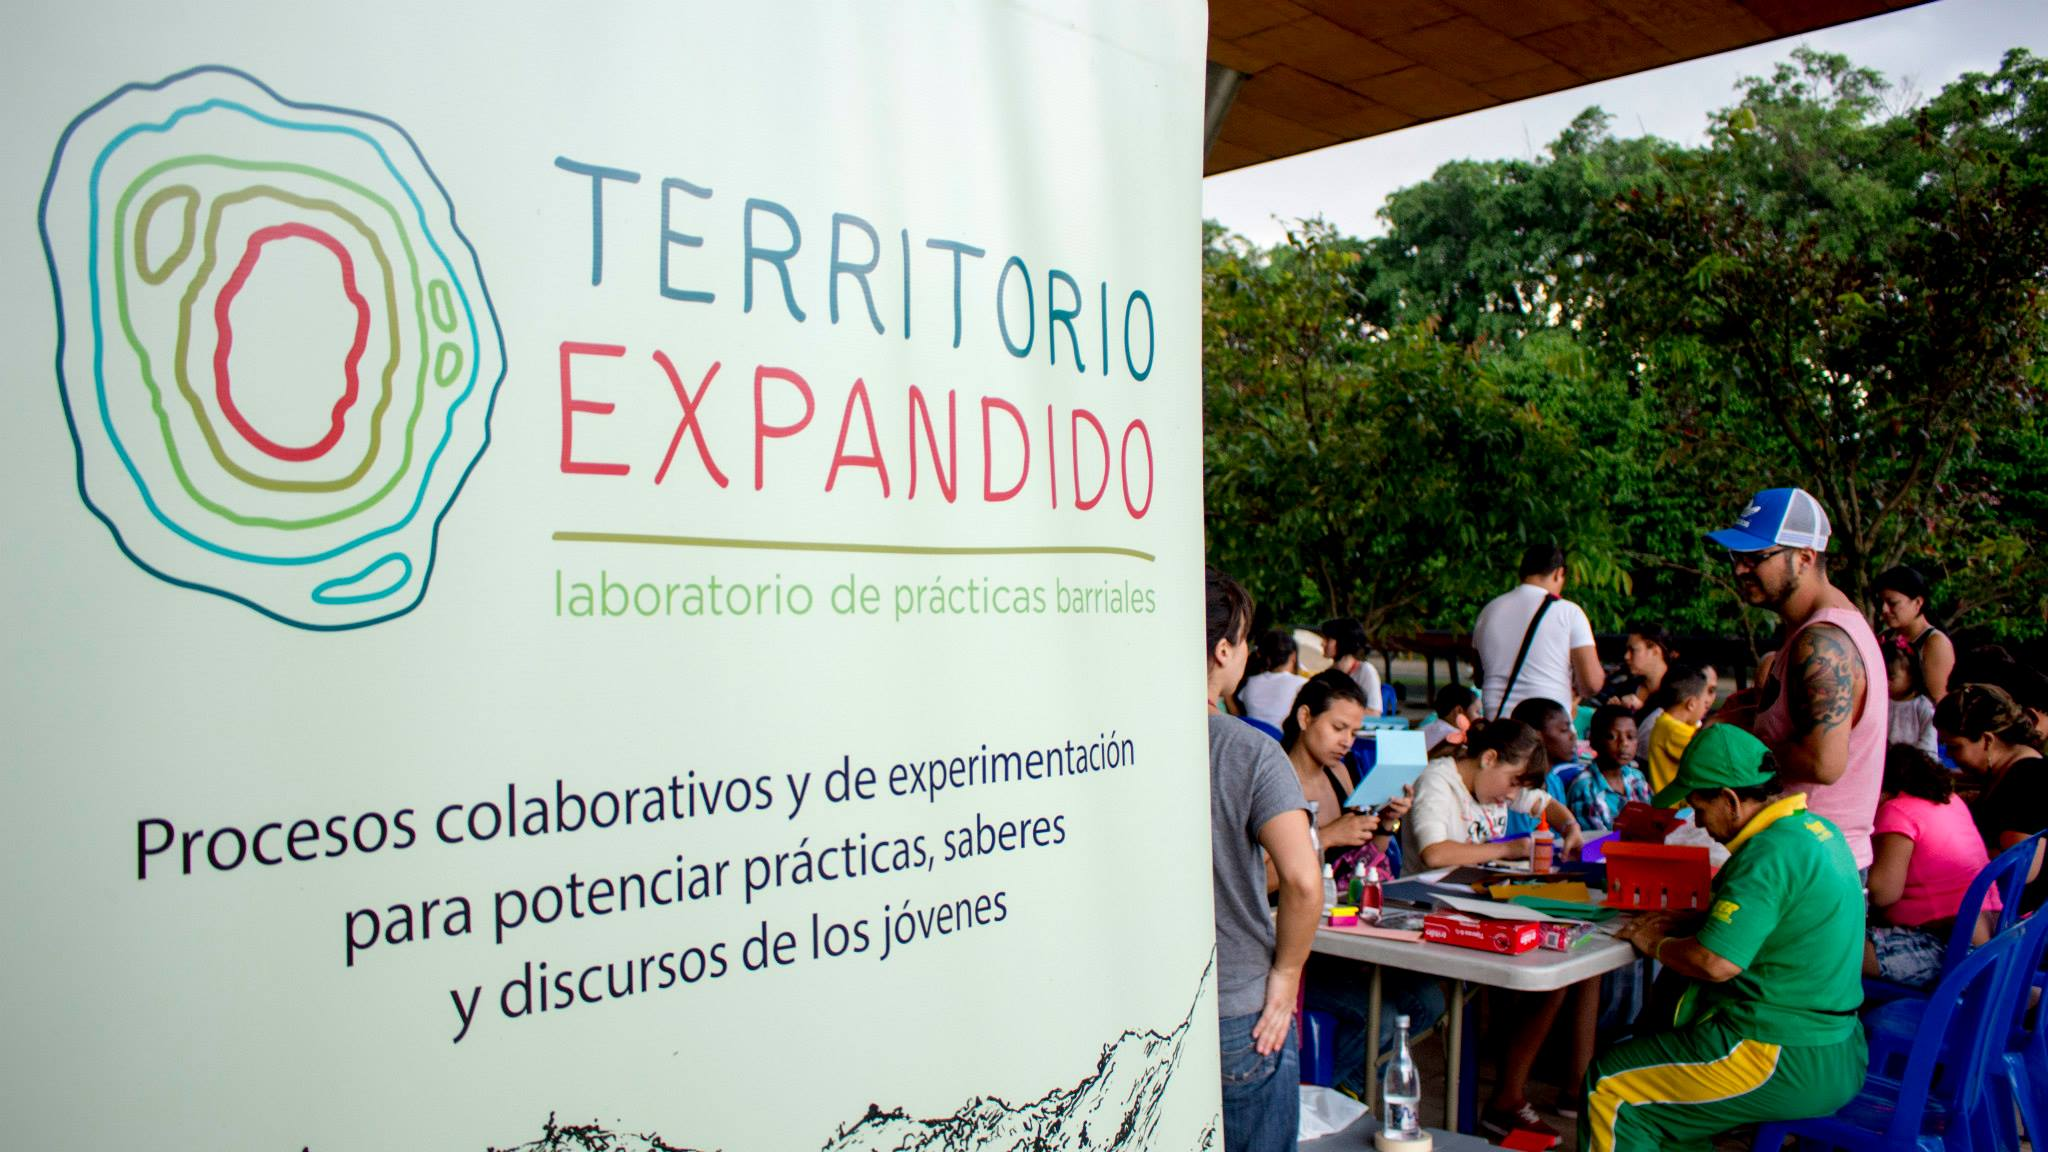 TERRITORIO
EXPANDIDO
laboratorio de prácticas barriales
Procesos colaborativos y de experimentación
para potenciar prácticas, saberes
y discursos de los jóvenes